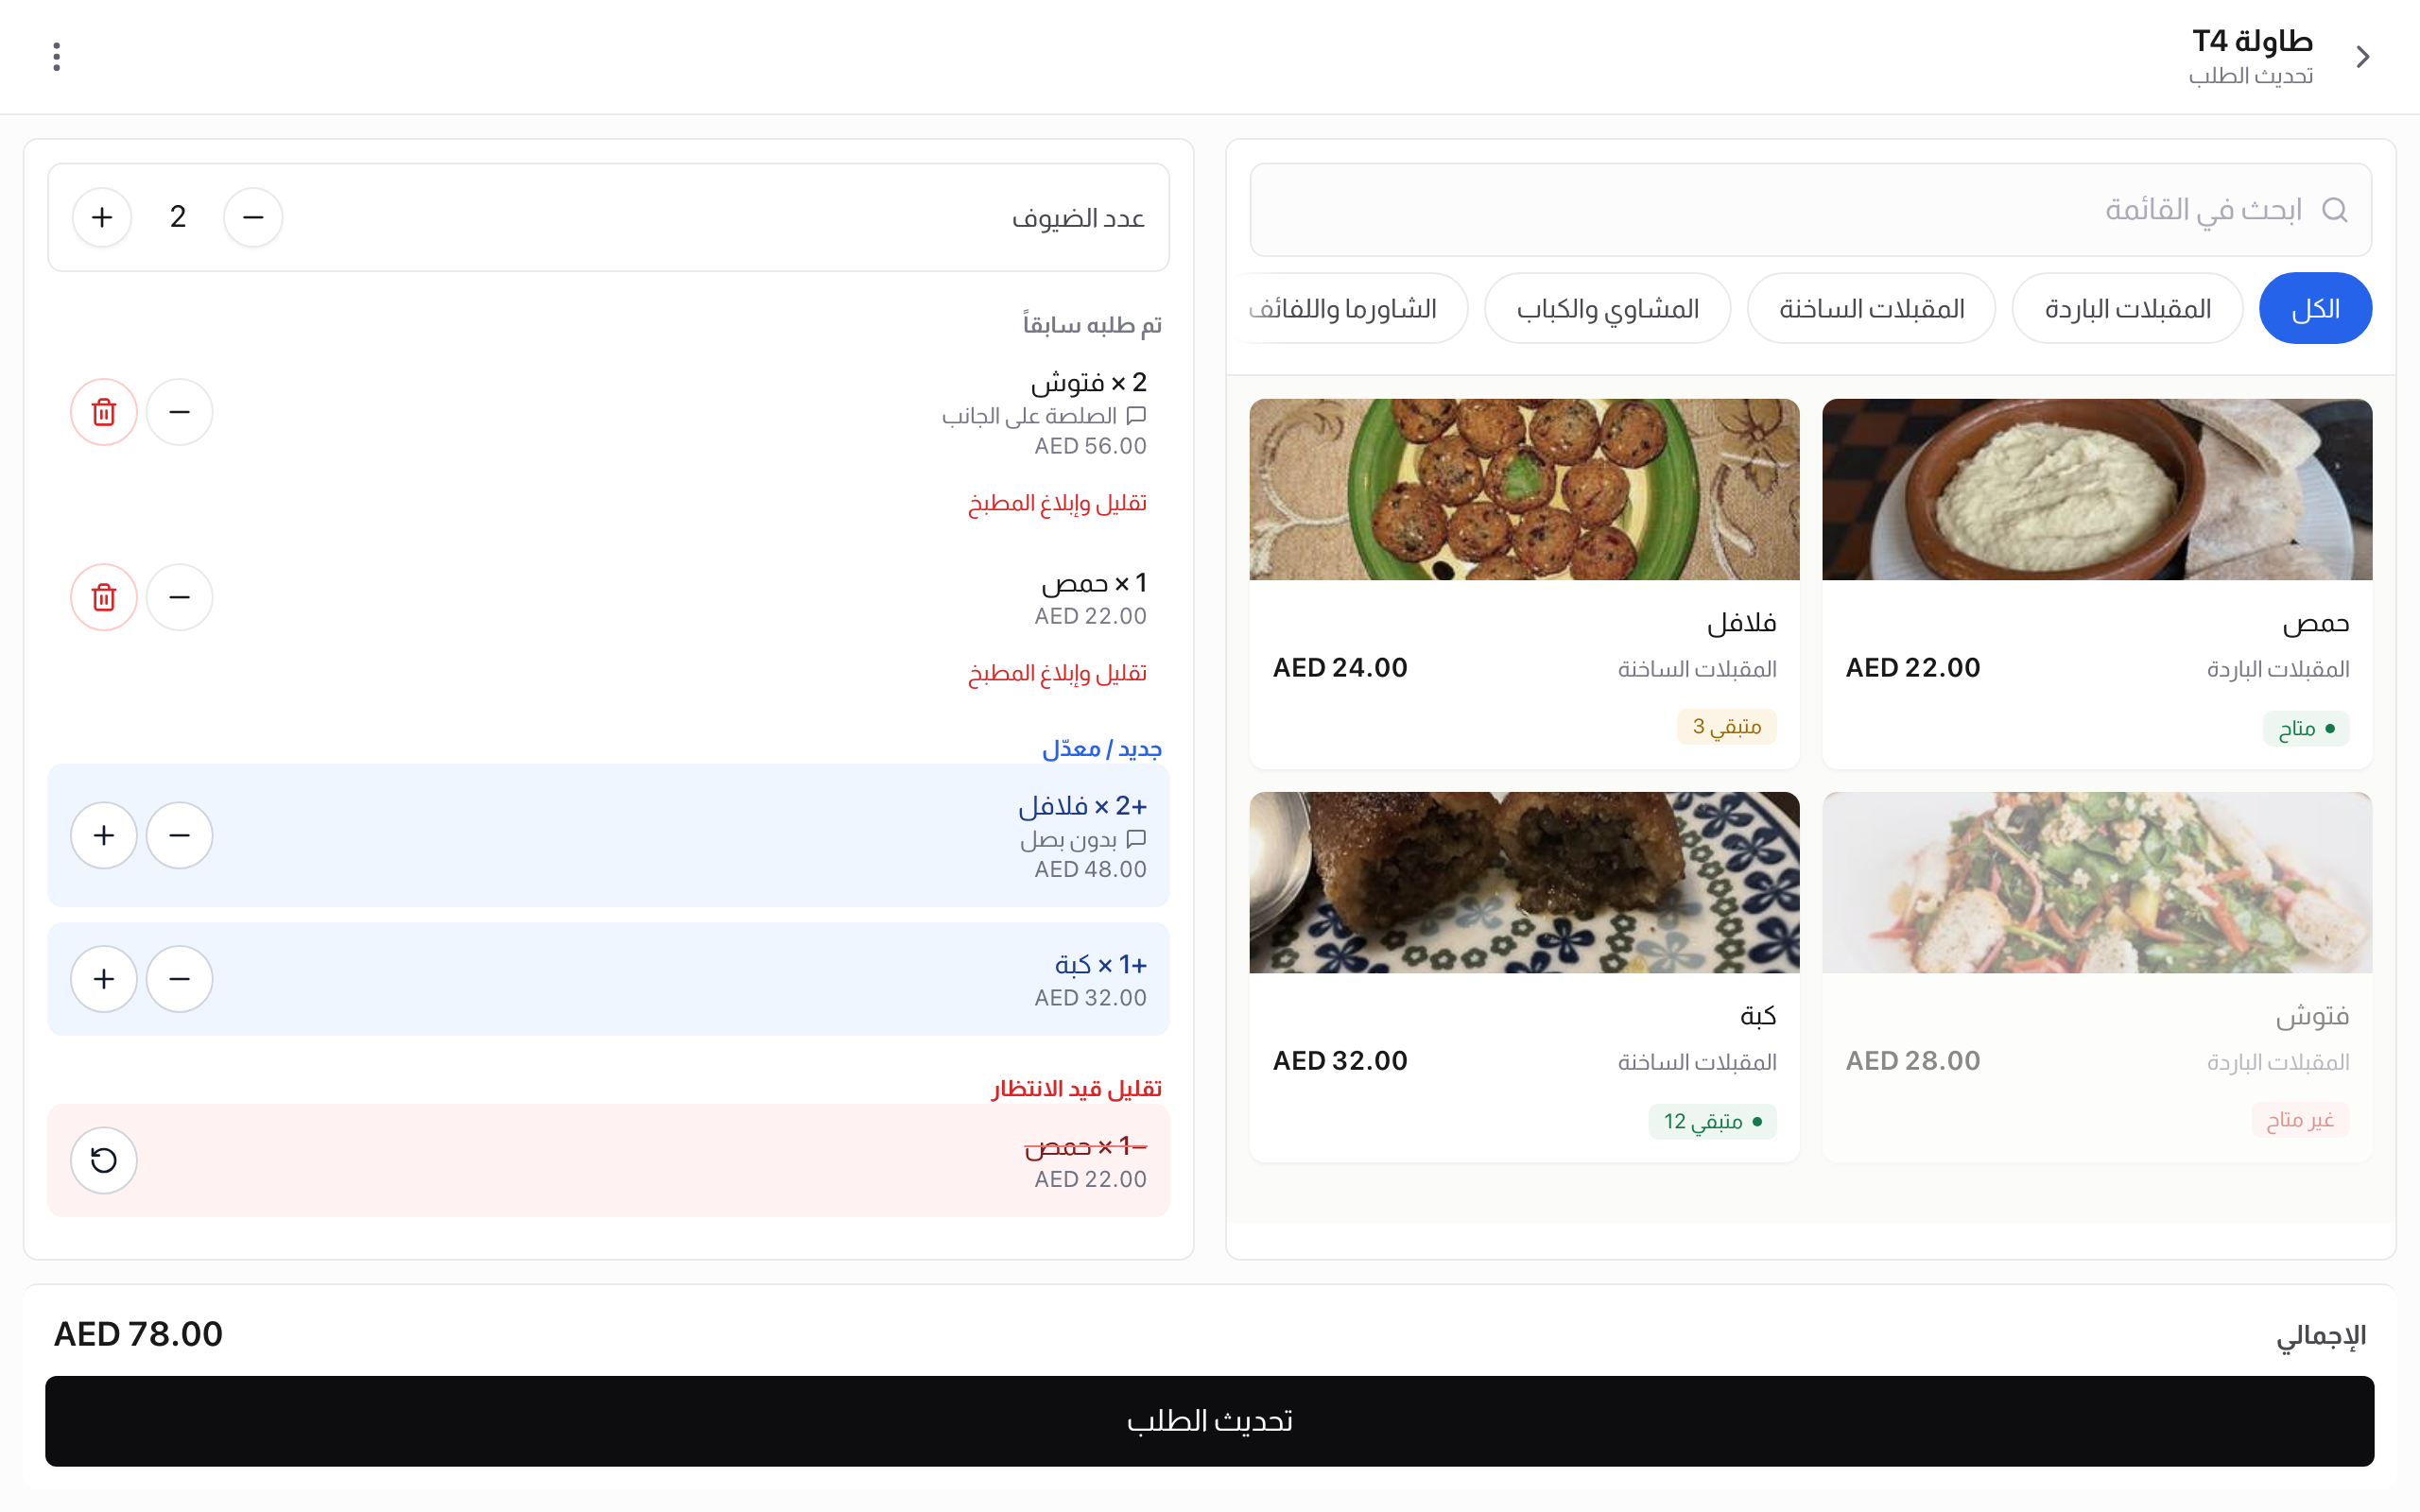 طاولة T4
تحديث الطلب
ابحث في القائمة
الكل
المقبلات الباردة
المقبلات الساخنة
المشاوي والكباب
الشاورما واللفائف
حمص
المقبلات الباردة
AED 22.00
متاح
فلافل
المقبلات الساخنة
AED 24.00
متبقي 3
فتوش
المقبلات الباردة
AED 28.00
غير متاح
كبة
المقبلات الساخنة
AED 32.00
متبقي 12
عدد الضيوف
2
تم طلبه سابقاً
2 × فتوش
الصلصة على الجانب
AED 56.00
تقليل وإبلاغ المطبخ
1 × حمص
AED 22.00
تقليل وإبلاغ المطبخ
جديد / معدّل
+2 × فلافل
بدون بصل
AED 48.00
+1 × كبة
AED 32.00
تقليل قيد الانتظار
−1 × حمص
AED 22.00
الإجمالي
AED 78.00
تحديث الطلب